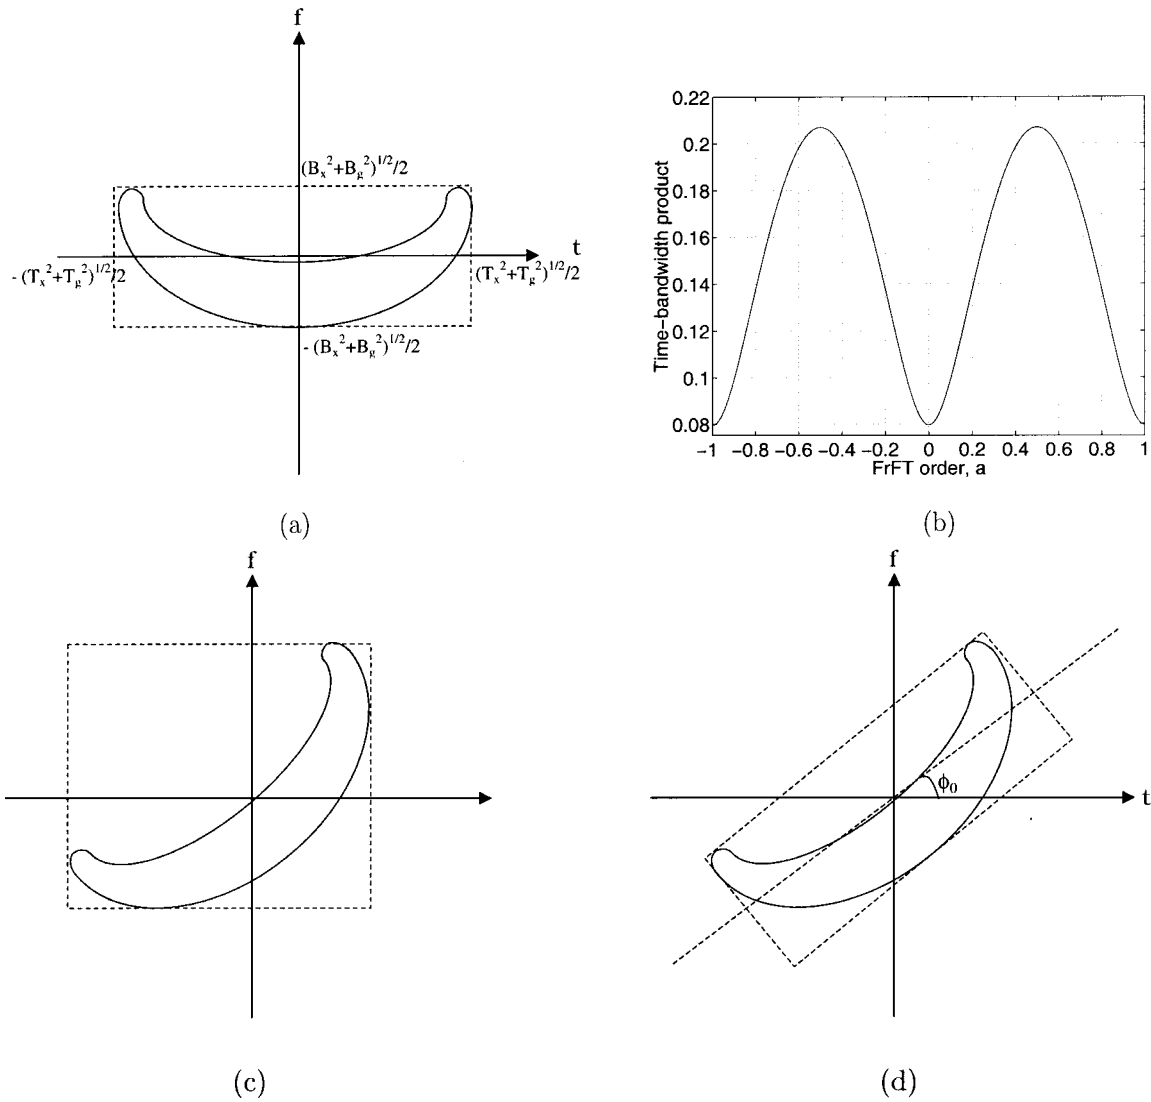 f
(B_x^2+B_g^2)^{1/2}/2
t
- (T_x^2+T_g^2)^{1/2}/2
(T_x^2+T_g^2)^{1/2}/2
- (B_x^2+B_g^2)^{1/2}/2
(a)
Time−bandwidth product
0.22
0.2
0.18
0.16
0.14
0.12
0.1
0.08
−1 −0.8 −0.6 −0.4 −0.2 0 0.2 0.4 0.6 0.8 1
FrFT order, a
(b)
f
(c)
f
ϕ_0
t
(d)